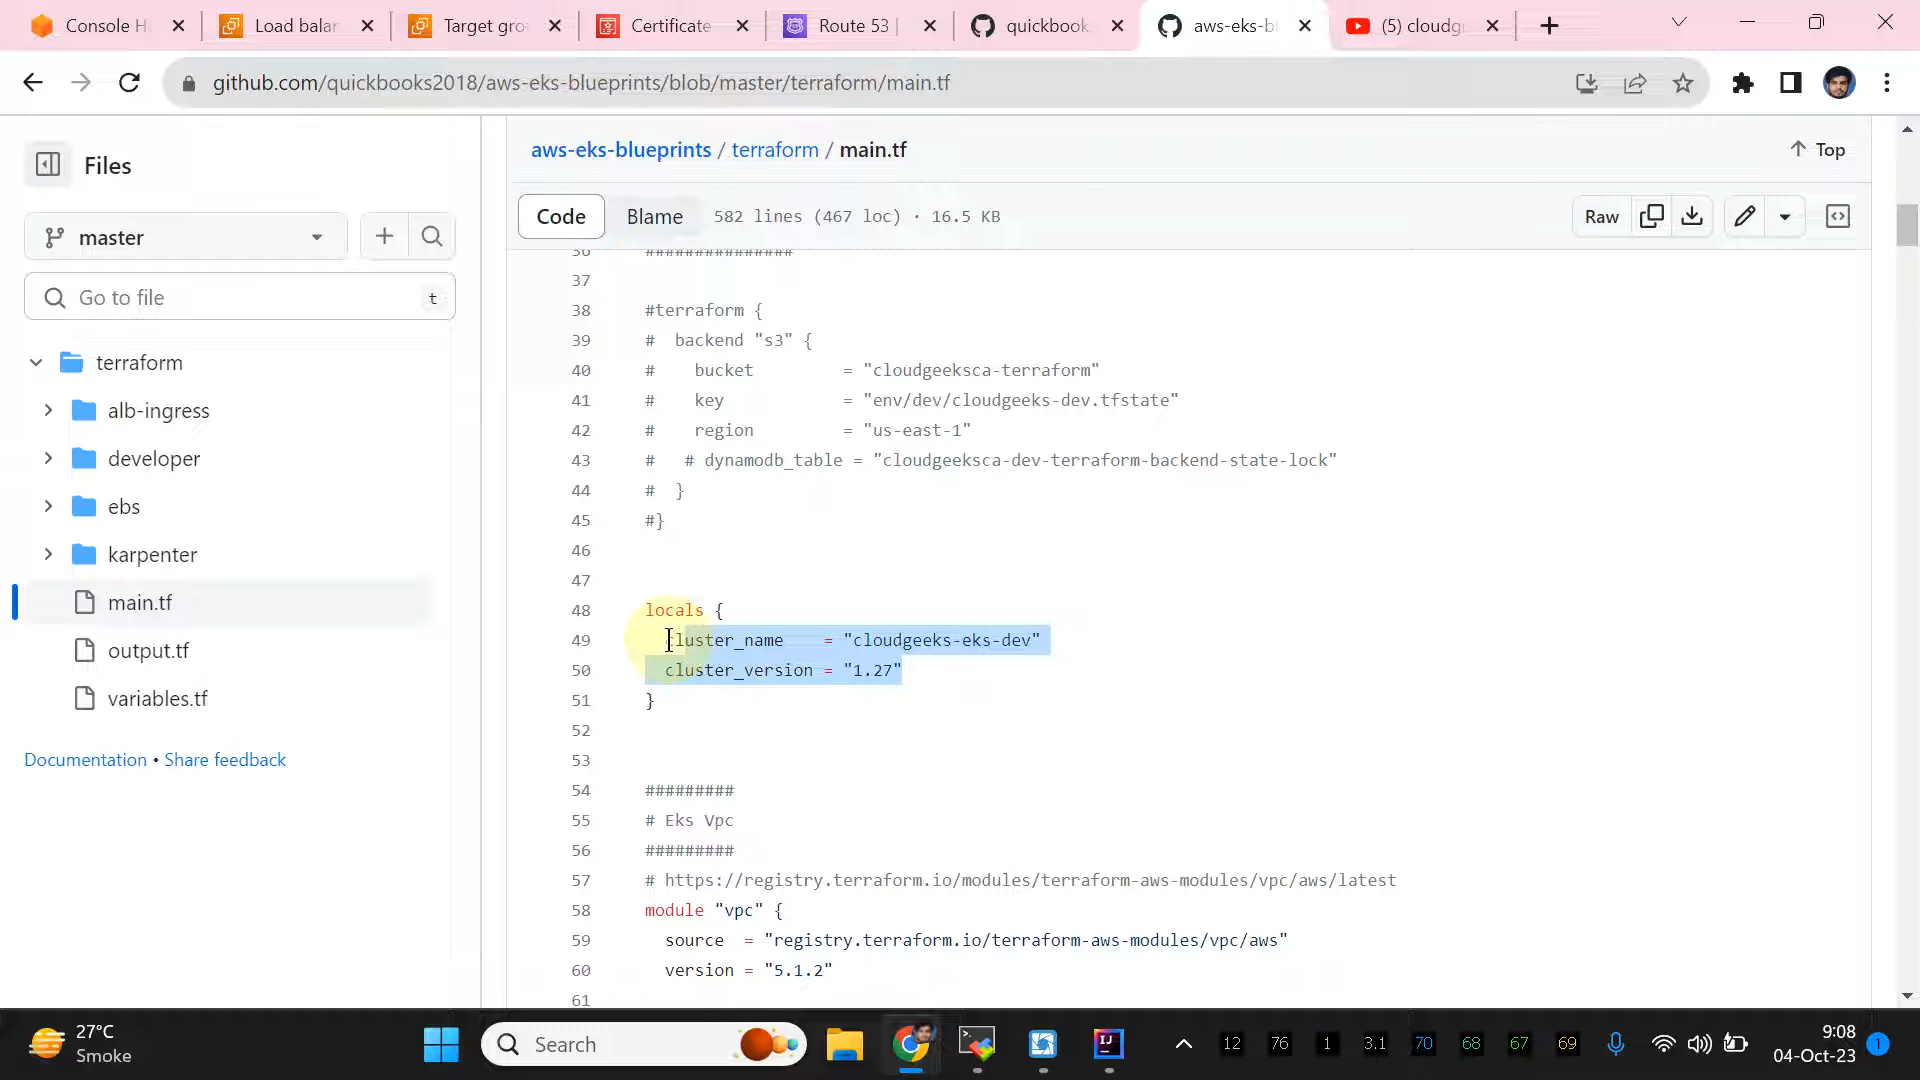 Console H
Load balan
Target gro
Certificate
Route 53 |
quickbook
aws-eks-bl
(5) cloudg
github.com/quickbooks2018/aws-eks-blueprints/blob/master/terraform/main.tf
Files
master
Go to file
t
terraform
alb-ingress
developer
ebs
karpenter
main.tf
output.tf
variables.tf
Documentation • Share feedback
aws-eks-blueprints / terraform / main.tf
Top
Code
Blame
582 lines (467 loc) · 16.5 KB
Raw
36 ###############
37
38 #terraform {
39 #  backend "s3" {
40 #    bucket         = "cloudgeeksca-terraform"
41 #    key            = "env/dev/cloudgeeks-dev.tfstate"
42 #    region         = "us-east-1"
43 #   # dynamodb_table = "cloudgeeksca-dev-terraform-backend-state-lock"
44 #  }
45 #}
46
47
48 locals {
49   cluster_name    = "cloudgeeks-eks-dev"
50   cluster_version = "1.27"
51 }
52
53
54 #########
55 # Eks Vpc
56 #########
57 # https://registry.terraform.io/modules/terraform-aws-modules/vpc/aws/latest
58 module "vpc" {
59   source  = "registry.terraform.io/terraform-aws-modules/vpc/aws"
60   version = "5.1.2"
61
27°C
Smoke
Search
12
76
1
3.1
70
68
67
69
9:08
04-Oct-23
1